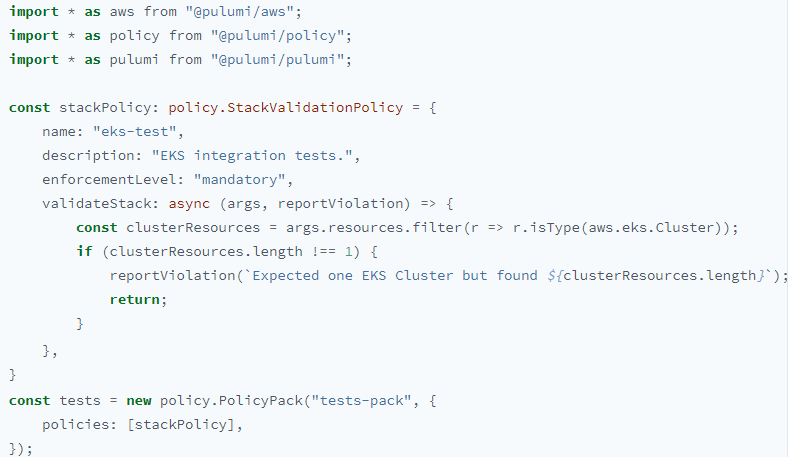 import * as aws from "@pulumi/aws";
import * as policy from "@pulumi/policy";
import * as pulumi from "@pulumi/pulumi";

const stackPolicy: policy.StackValidationPolicy = {
    name: "eks-test",
    description: "EKS integration tests.",
    enforcementLevel: "mandatory",
    validateStack: async (args, reportViolation) => {
        const clusterResources = args.resources.filter(r => r.isType(aws.eks.Cluster));
        if (clusterResources.length !== 1) {
            reportViolation(`Expected one EKS Cluster but found ${clusterResources.length}`);
            return;
        }
    },
}
const tests = new policy.PolicyPack("tests-pack", {
    policies: [stackPolicy],
});